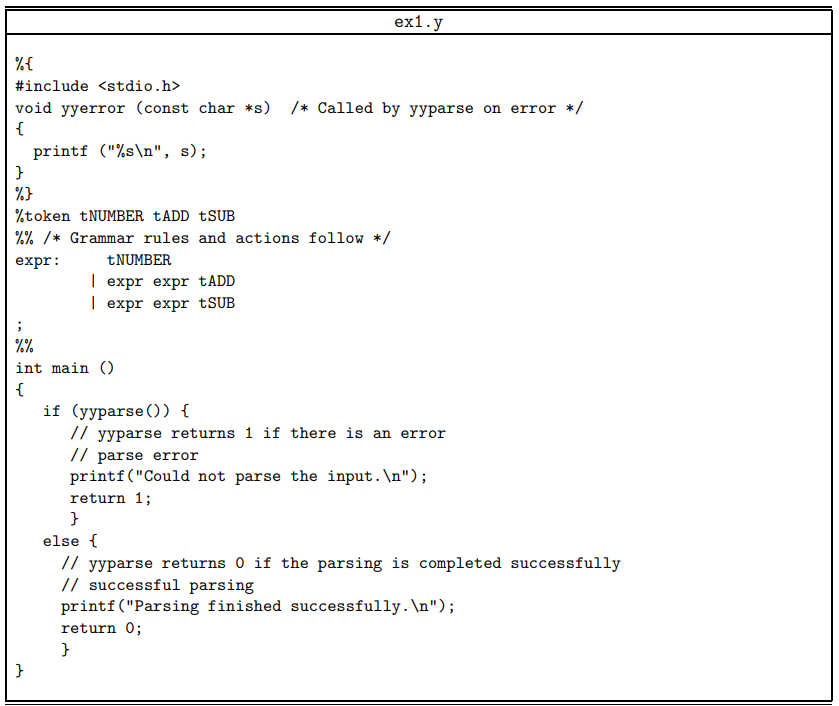 ex1.y
%{
#include <stdio.h>
void yyerror (const char *s)  /* Called by yyparse on error */
{
  printf ("%s\n", s);
}
%}
%token tNUMBER tADD tSUB
%% /* Grammar rules and actions follow */
expr:     tNUMBER
        | expr expr tADD
        | expr expr tSUB
;
%%
int main ()
{
   if (yyparse()) {
      // yyparse returns 1 if there is an error
      // parse error
      printf("Could not parse the input.\n");
      return 1;
      }
   else {
     // yyparse returns 0 if the parsing is completed successfully
     // successful parsing
     printf("Parsing finished successfully.\n");
     return 0;
     }
}